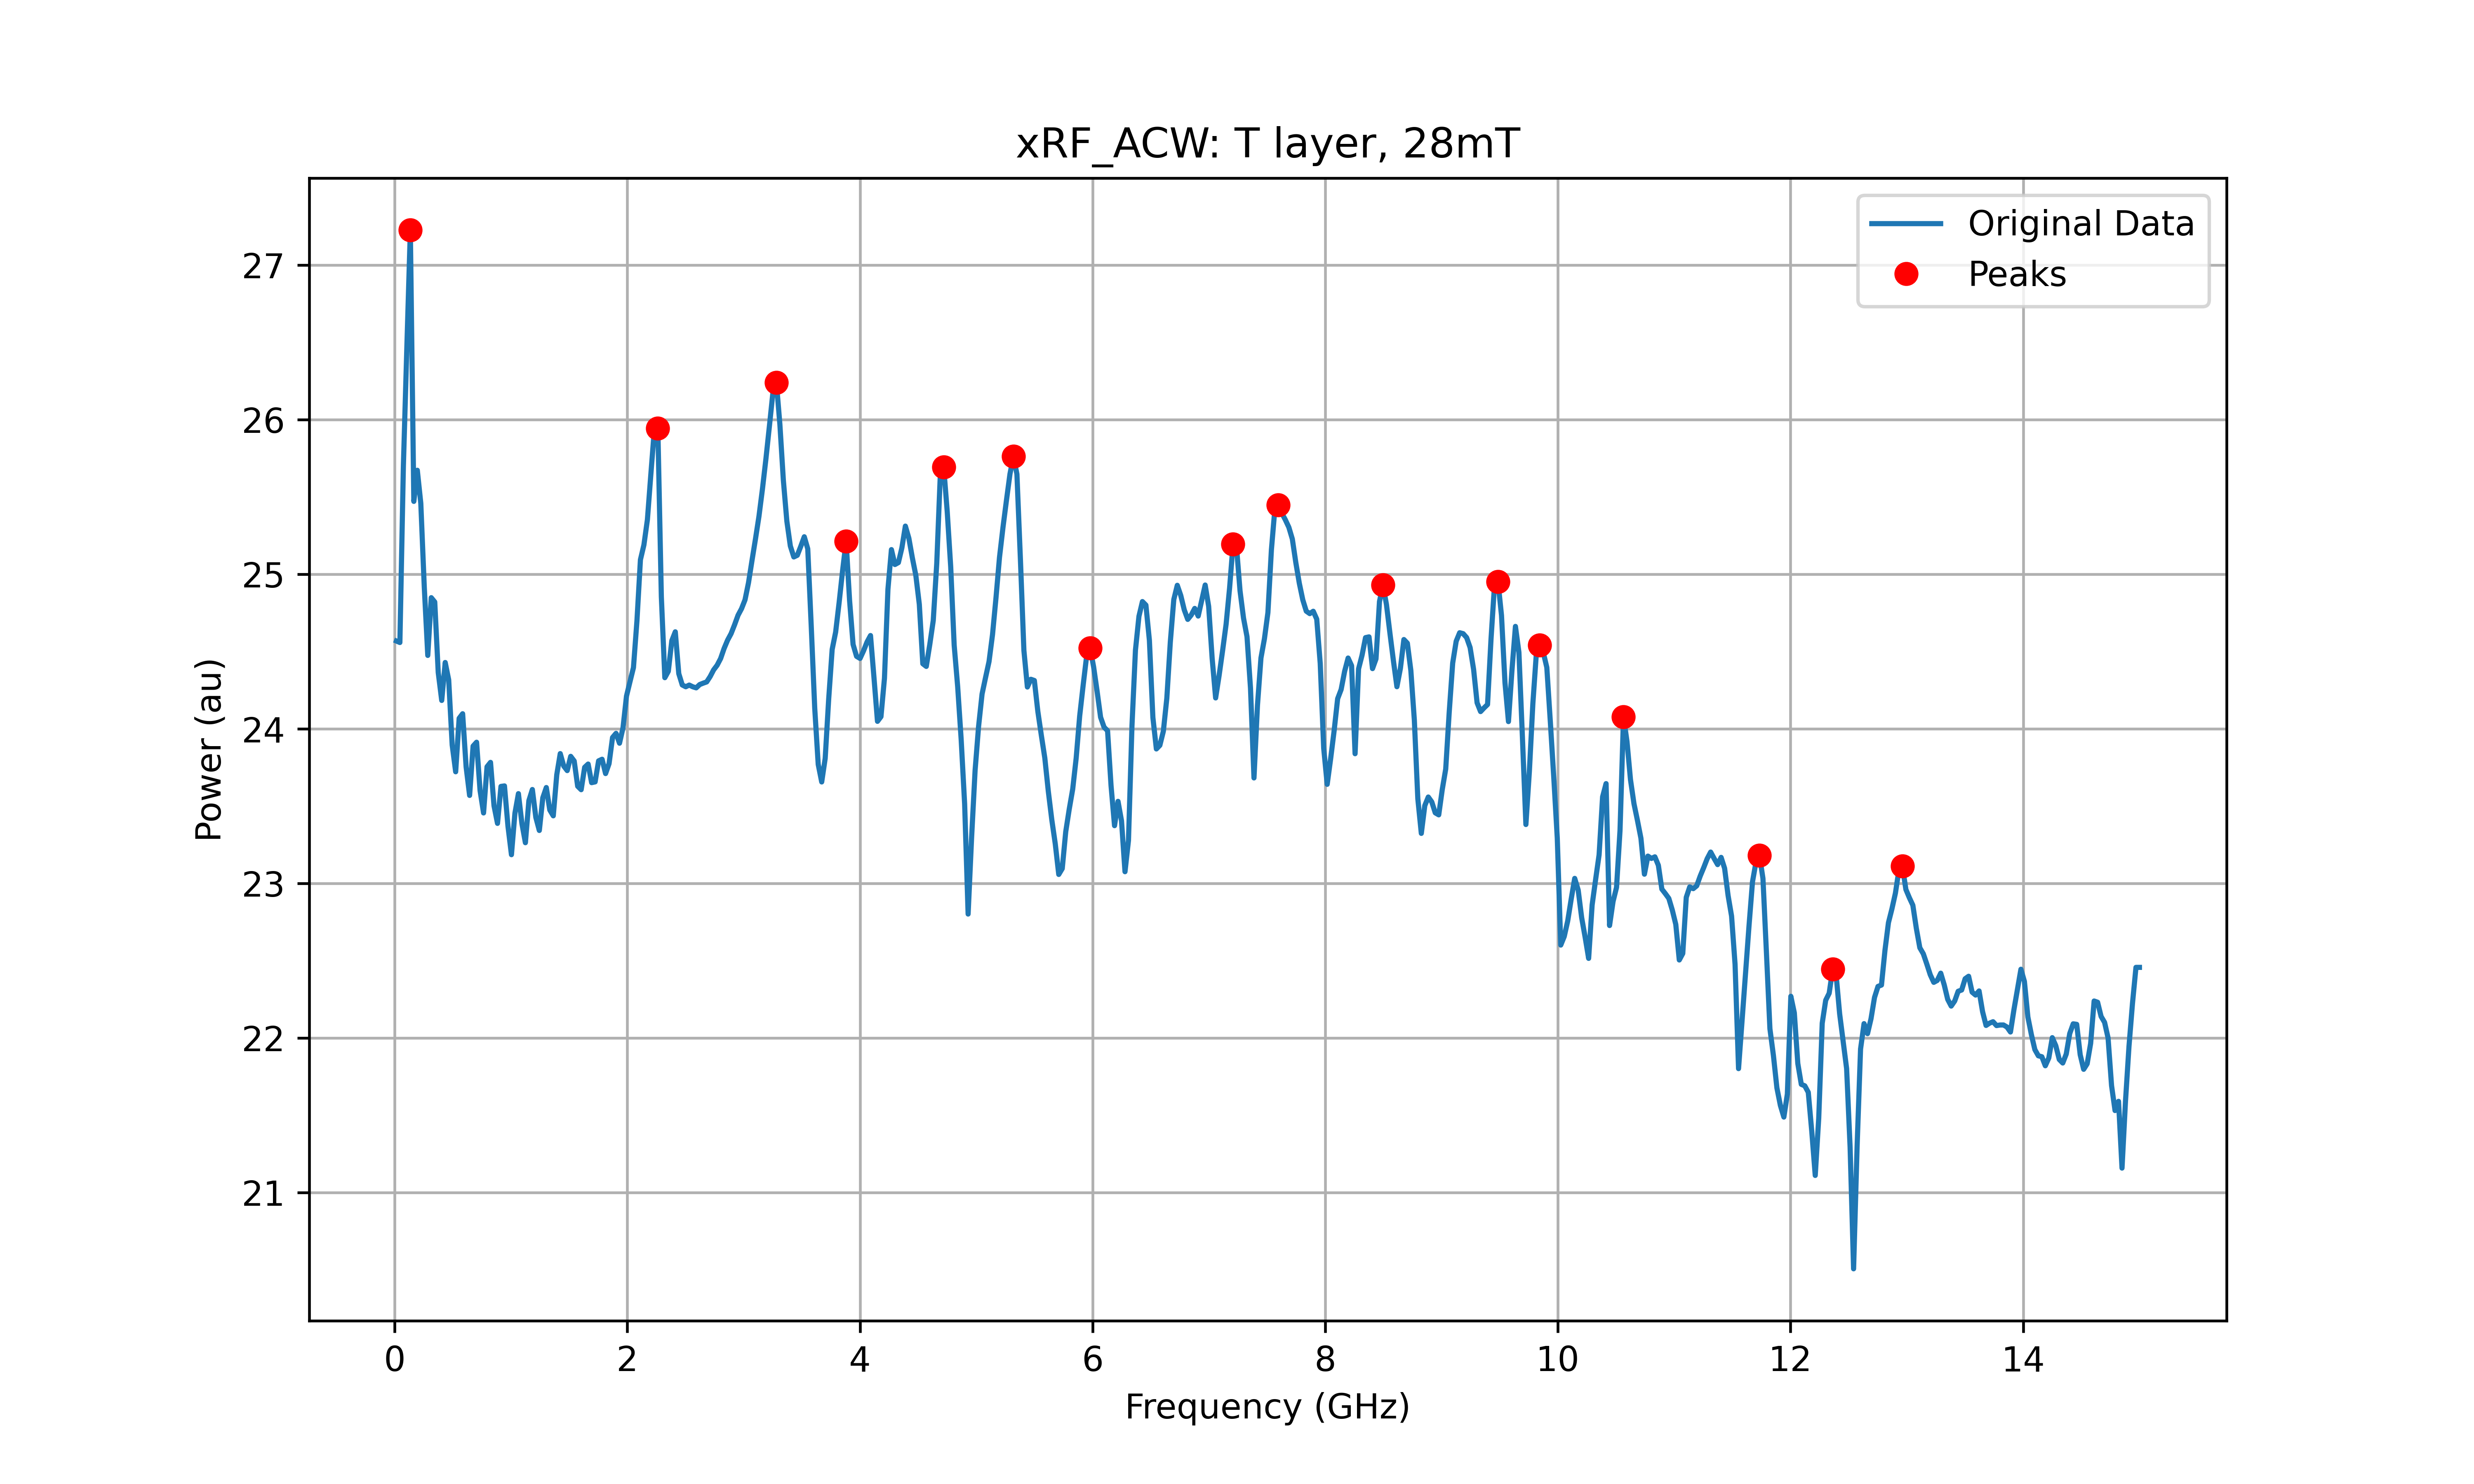 xRF_ACW: T layer, 28mT
Original Data
Peaks
27
26
25
24
23
22
21
Power (au)
0 2 4 6 8 10 12 14
Frequency (GHz)